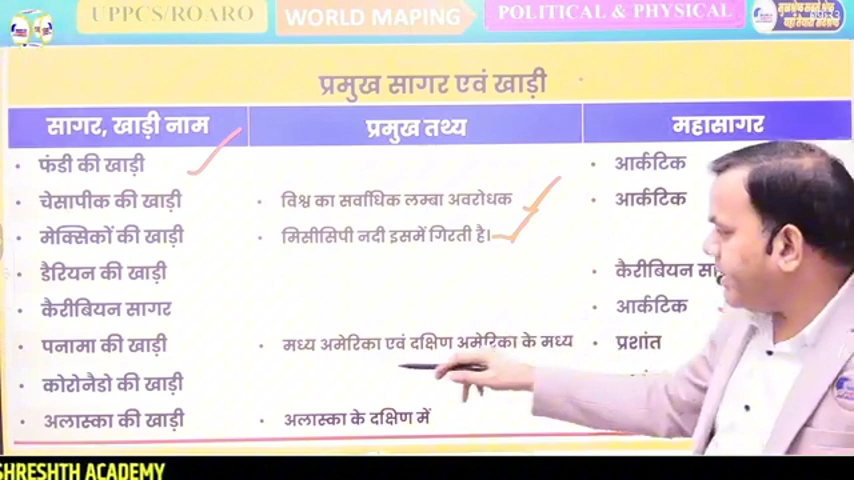 UPPCS/ROARO
WORLD MAPING
POLITICAL & PHYSICAL
प्रमुख सागर एवं खाड़ी
सागर, खाड़ी नाम प्रमुख तथ्य महासागर
• फंडी की खाड़ी • आर्कटिक
• चेसापीक की खाड़ी • विश्व का सर्वाधिक लम्बा अवरोधक • आर्कटिक
• मेक्सिकों की खाड़ी • मिसीसिपी नदी इसमें गिरती है।
• डैरियन की खाड़ी • कैरीबियन
• कैरीबियन सागर • आर्कटिक
• पनामा की खाड़ी • मध्य अमेरिका एवं दक्षिण अमेरिका के मध्य • प्रशांत
• कोरोनैडो की खाड़ी
• अलास्का की खाड़ी • अलास्का के दक्षिण में
SHRESHTH ACADEMY